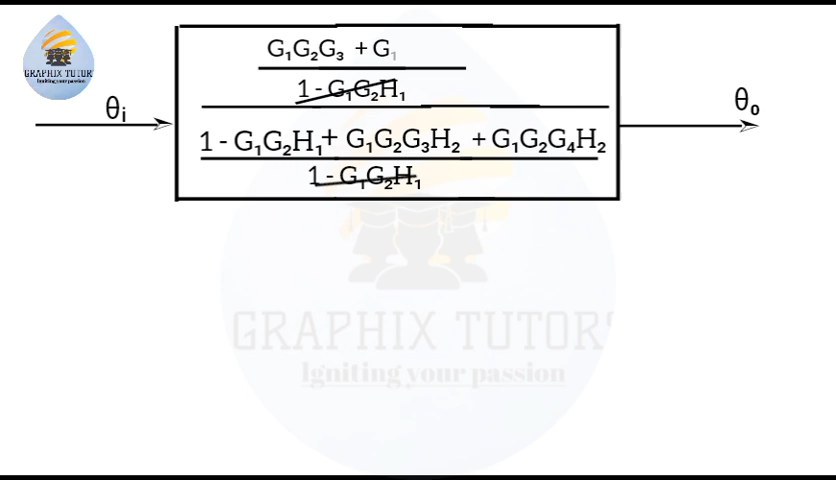 GRAPHIX TUTOR
Igniting your passion
G₁G₂G₃ + G₁
1 - G₁G₂H₁
θᵢ
θₒ
1 - G₁G₂H₁ + G₁G₂G₃H₂ + G₁G₂G₄H₂
1 - G₁G₂H₁
GRAPHIX TUTOR
Igniting your passion